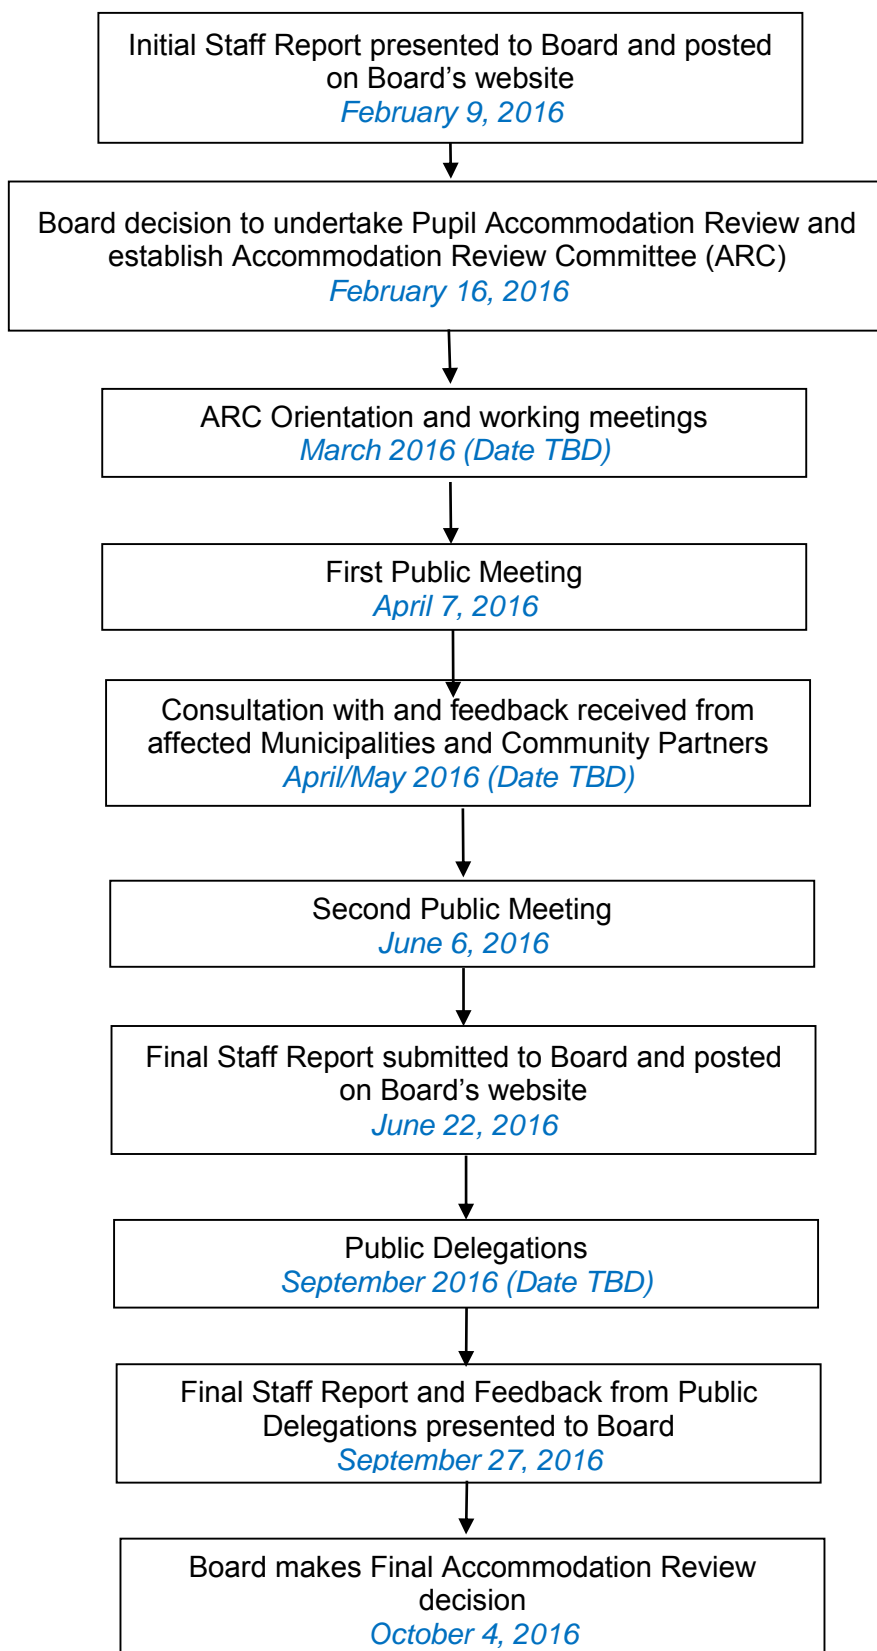 Initial Staff Report presented to Board and posted
on Board's website
February 9, 2016
Board decision to undertake Pupil Accommodation Review and
establish Accommodation Review Committee (ARC)
February 16, 2016
ARC Orientation and working meetings
March 2016 (Date TBD)
First Public Meeting
April 7, 2016
Consultation with and feedback received from
affected Municipalities and Community Partners
April/May 2016 (Date TBD)
Second Public Meeting
June 6, 2016
Final Staff Report submitted to Board and posted
on Board's website
June 22, 2016
Public Delegations
September 2016 (Date TBD)
Final Staff Report and Feedback from Public
Delegations presented to Board
September 27, 2016
Board makes Final Accommodation Review
decision
October 4, 2016